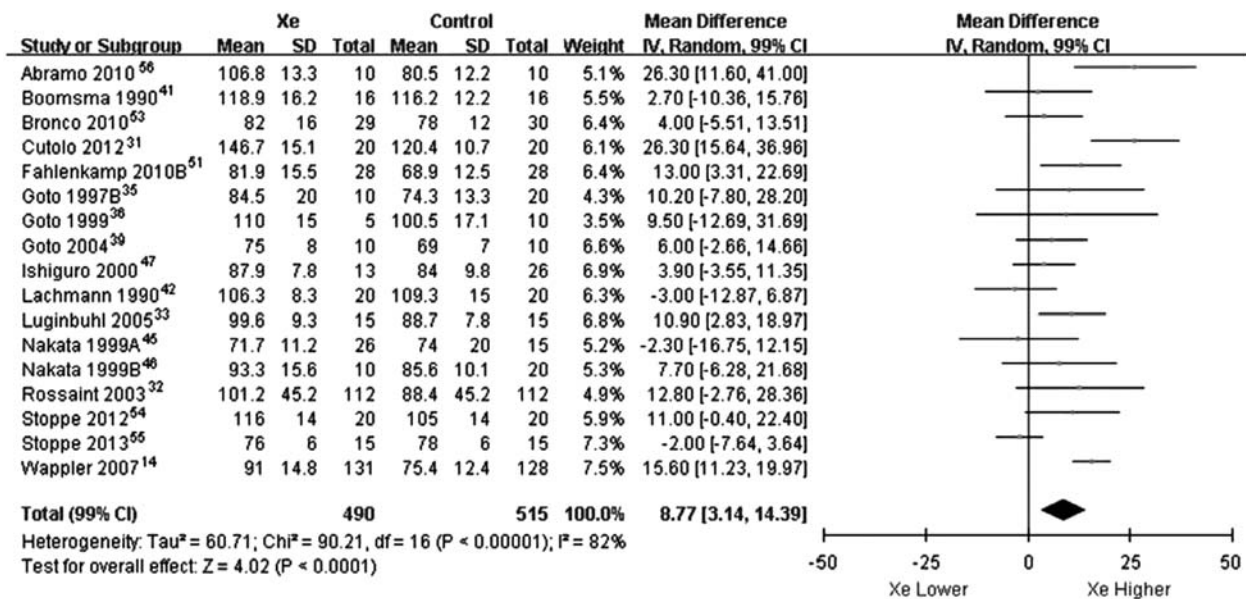 Xe Control Mean Difference Mean Difference
Study or Subgroup Mean SD Total Mean SD Total Weight IV, Random, 99% CI IV, Random, 99% CI
Abramo 2010 56 106.8 13.3 10 80.5 12.2 10 5.1% 26.30 [11.60, 41.00]
Boomsma 1990 41 118.9 16.2 16 116.2 12.2 16 5.5% 2.70 [-10.36, 15.76]
Bronco 2010 53 82 16 29 78 12 30 6.4% 4.00 [-5.51, 13.51]
Cutolo 2012 31 146.7 15.1 20 120.4 10.7 20 6.1% 26.30 [15.64, 36.96]
Fahlenkamp 2010B 51 81.9 15.5 28 68.9 12.5 28 6.4% 13.00 [3.31, 22.69]
Goto 1997B 35 84.5 20 10 74.3 13.3 20 4.3% 10.20 [-7.80, 28.20]
Goto 1999 36 110 15 5 100.5 17.1 10 3.5% 9.50 [-12.69, 31.69]
Goto 2004 39 75 8 10 69 7 10 6.6% 6.00 [-2.66, 14.66]
Ishiguro 2000 47 87.9 7.8 13 84 9.8 26 6.9% 3.90 [-3.55, 11.35]
Lachmann 1990 42 106.3 8.3 20 109.3 15 20 6.3% -3.00 [-12.87, 6.87]
Luginbuhl 2005 33 99.6 9.3 15 88.7 7.8 15 6.8% 10.90 [2.83, 18.97]
Nakata 1999A 45 71.7 11.2 26 74 20 15 5.2% -2.30 [-16.75, 12.15]
Nakata 1999B 46 93.3 15.6 10 85.6 10.1 20 5.3% 7.70 [-6.28, 21.68]
Rossaint 2003 32 101.2 45.2 112 88.4 45.2 112 4.9% 12.80 [-2.76, 28.36]
Stoppe 2012 54 116 14 20 105 14 20 5.9% 11.00 [-0.40, 22.40]
Stoppe 2013 55 76 6 15 78 6 15 7.3% -2.00 [-7.64, 3.64]
Wappler 2007 14 91 14.8 131 75.4 12.4 128 7.5% 15.60 [11.23, 19.97]
Total (99% CI) 490 515 100.0% 8.77 [3.14, 14.39]
Heterogeneity: Tau² = 60.71; Chi² = 90.21, df = 16 (P < 0.00001); I² = 82%
Test for overall effect: Z = 4.02 (P < 0.0001)
-50 -25 0 25 50
Xe Lower Xe Higher